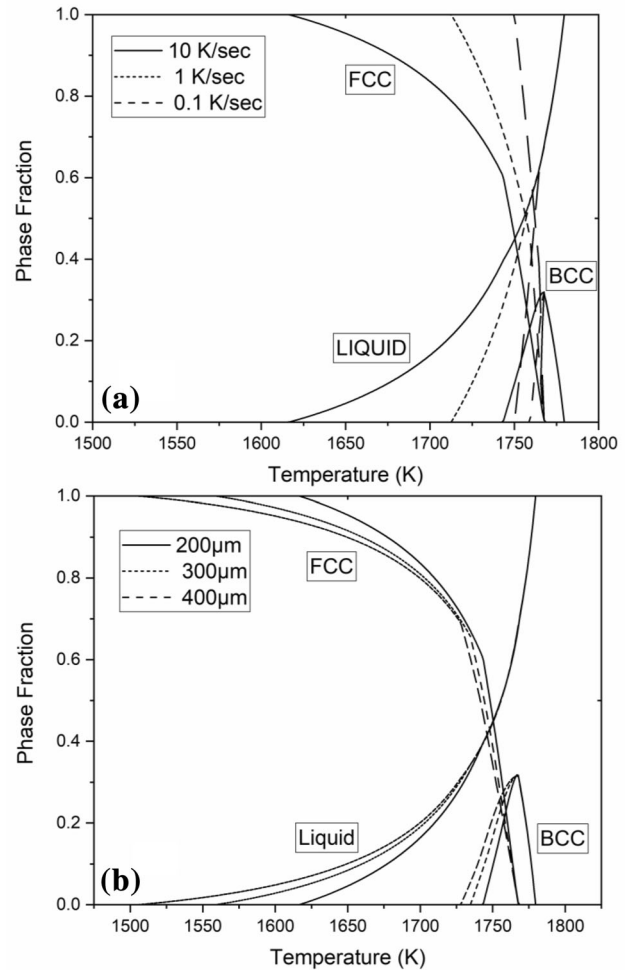 1.0
0.8
0.6
0.4
0.2
0.0
Phase Fraction
10 K/sec
1 K/sec
0.1 K/sec
FCC
BCC
LIQUID
(a)
1500 1550 1600 1650 1700 1750 1800
Temperature (K)
1.0
0.8
0.6
0.4
0.2
0.0
Phase Fraction
200μm
300μm
400μm
FCC
Liquid
BCC
(b)
1500 1550 1600 1650 1700 1750 1800
Temperature (K)